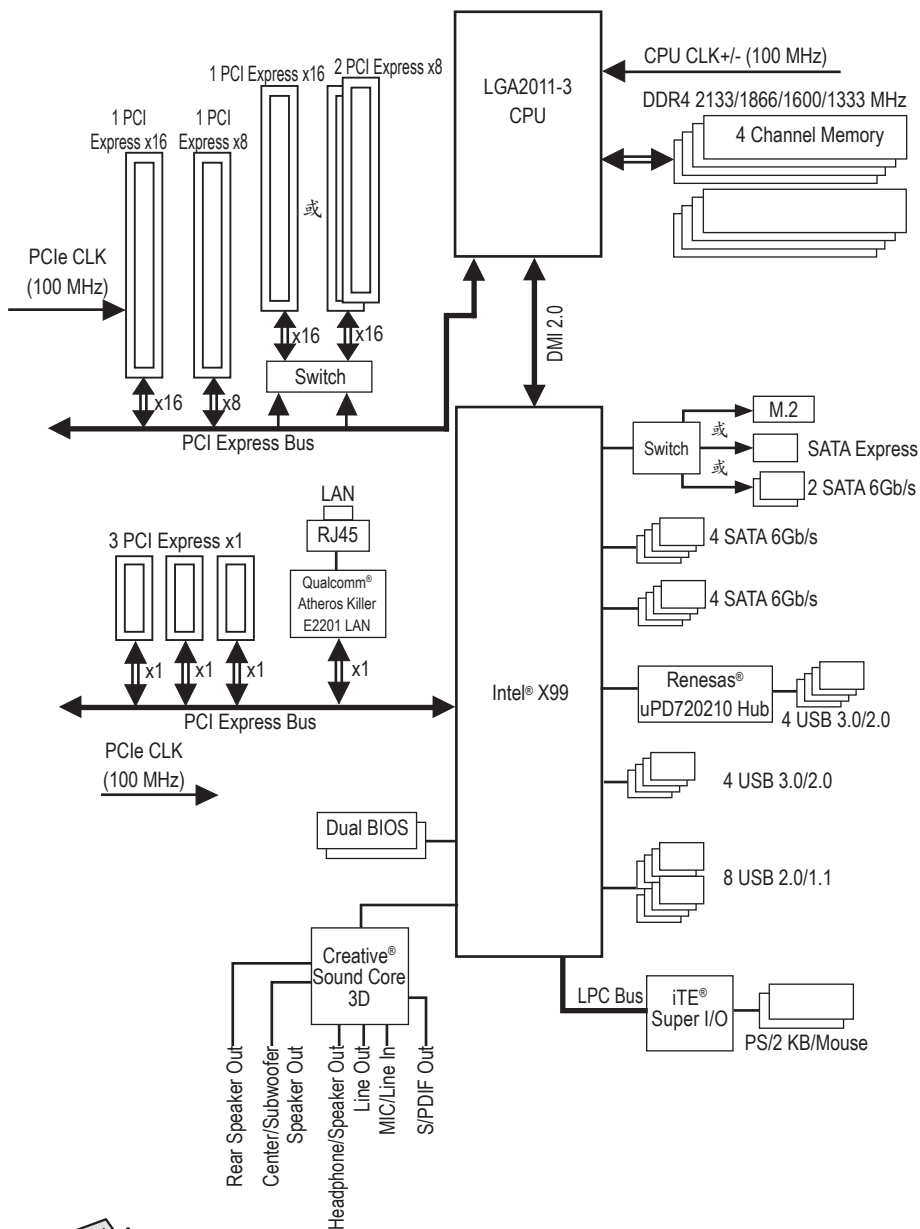 1 PCI Express x16
2 PCI Express x8
1 PCI
Express x16
1 PCI
Express x8
或
PCIe CLK
(100 MHz)
x16
x8
x16
x16
Switch
PCI Express Bus
LGA2011-3
CPU
CPU CLK+/- (100 MHz)
DDR4 2133/1866/1600/1333 MHz
4 Channel Memory
DMI 2.0
Switch
或
或
M.2
SATA Express
2 SATA 6Gb/s
4 SATA 6Gb/s
4 SATA 6Gb/s
LAN
RJ45
Qualcomm®
Atheros Killer
E2201 LAN
3 PCI Express x1
x1
x1
x1
x1
PCI Express Bus
PCIe CLK
(100 MHz)
Intel® X99
Renesas®
uPD720210 Hub
4 USB 3.0/2.0
4 USB 3.0/2.0
8 USB 2.0/1.1
Dual BIOS
Creative®
Sound Core
3D
LPC Bus
iTE®
Super I/O
PS/2 KB/Mouse
Rear Speaker Out
Center/Subwoofer
Speaker Out
Headphone/Speaker Out
Line Out
MIC/Line In
S/PDIF Out